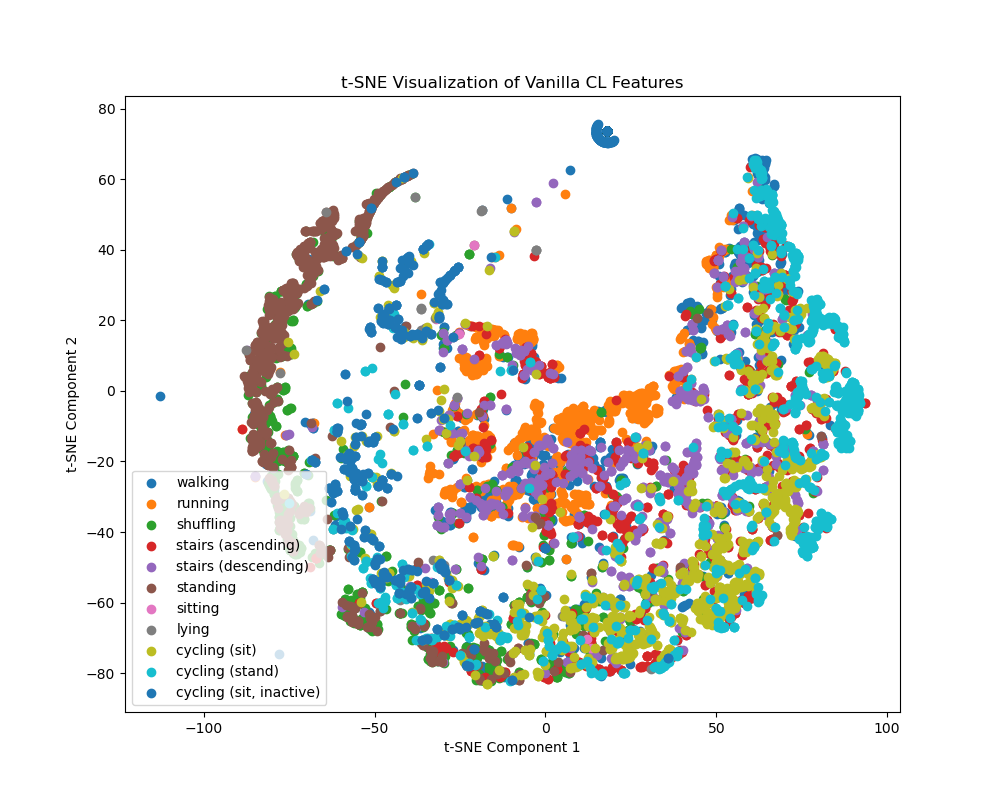 t-SNE Visualization of Vanilla CL Features
80
60
40
20
0
−20
−40
−60
−80
t-SNE Component 2
walking
running
shuffling
stairs (ascending)
stairs (descending)
standing
sitting
lying
cycling (sit)
cycling (stand)
cycling (sit, inactive)
−100
−50
0
50
100
t-SNE Component 1